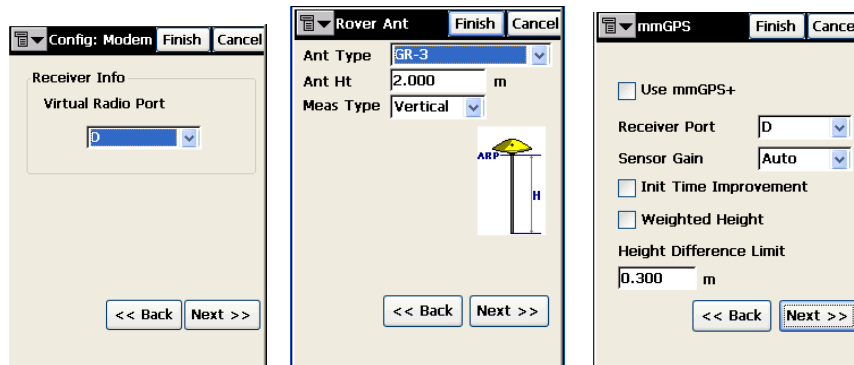 Config: Modem Finish Cancel
Receiver Info
Virtual Radio Port
D
<< Back Next >>
Rover Ant Finish Cancel
Ant Type GR-3
Ant Ht 2.000 m
Meas Type Vertical
ARP
H
<< Back Next >>
mmGPS Finish Cance
Use mmGPS+
Receiver Port D
Sensor Gain Auto
Init Time Improvement
Weighted Height
Height Difference Limit
0.300 m
<< Back Next >>